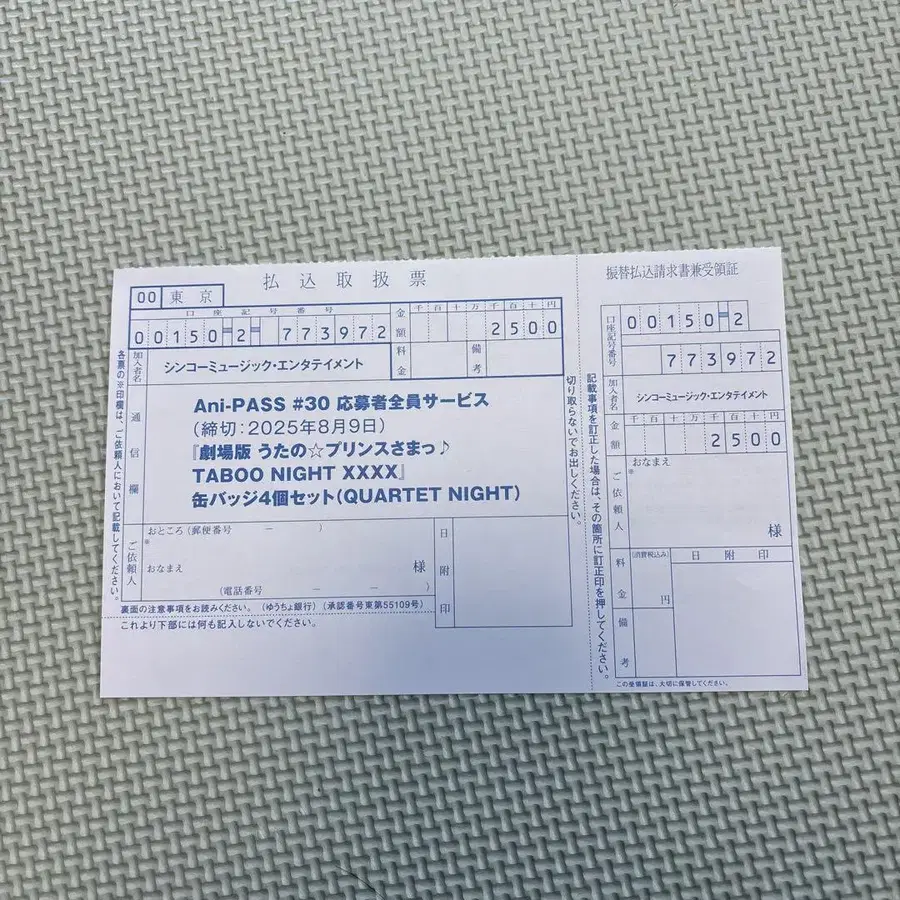 払込取扱票
00 東京
口座記号番号
00150-2- 773972
金額
千百十万千百十円
2500
料金
備考
加入者名
シンコーミュージック・エンタテイメント
通信欄
Ani-PASS #30 応募者全員サービス
(締切:2025年8月9日)
『劇場版 うたの☆プリンスさまっ♪
TABOO NIGHT XXXX』
缶バッジ4個セット(QUARTET NIGHT)
ご依頼人
おところ(郵便番号 ー )
※
おなまえ
様
(電話番号 ー ー )
日附印
裏面の注意事項をお読みください。(ゆうちょ銀行)(承認番号東第55109号)
これより下部には何も記入しないでください。
各票の※印欄は、ご依頼人において記載してください。
切り取らないでお出しください。
振替払込請求書兼受領証
口座記号番号
00150-2
773972
加入者名
シンコーミュージック・エンタテイメント
金額
千百十万千百十円
2500
ご依頼人
おなまえ
※
様
料金
(消費税込み)
円
日附印
備考
記載事項を訂正した場合は、その箇所に訂正印を押してください。
この受領証は、大切に保管してください。